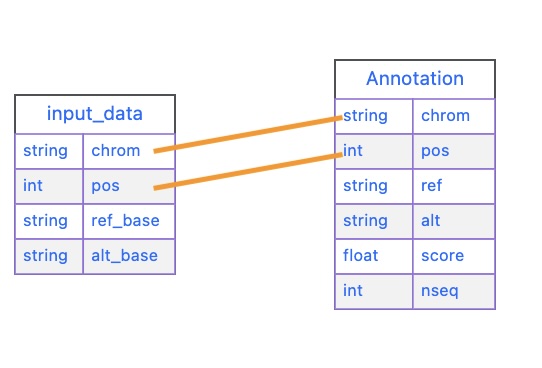 input_data
string chrom
int pos
string ref_base
string alt_base
Annotation
string chrom
int pos
string ref
string alt
float score
int nseq